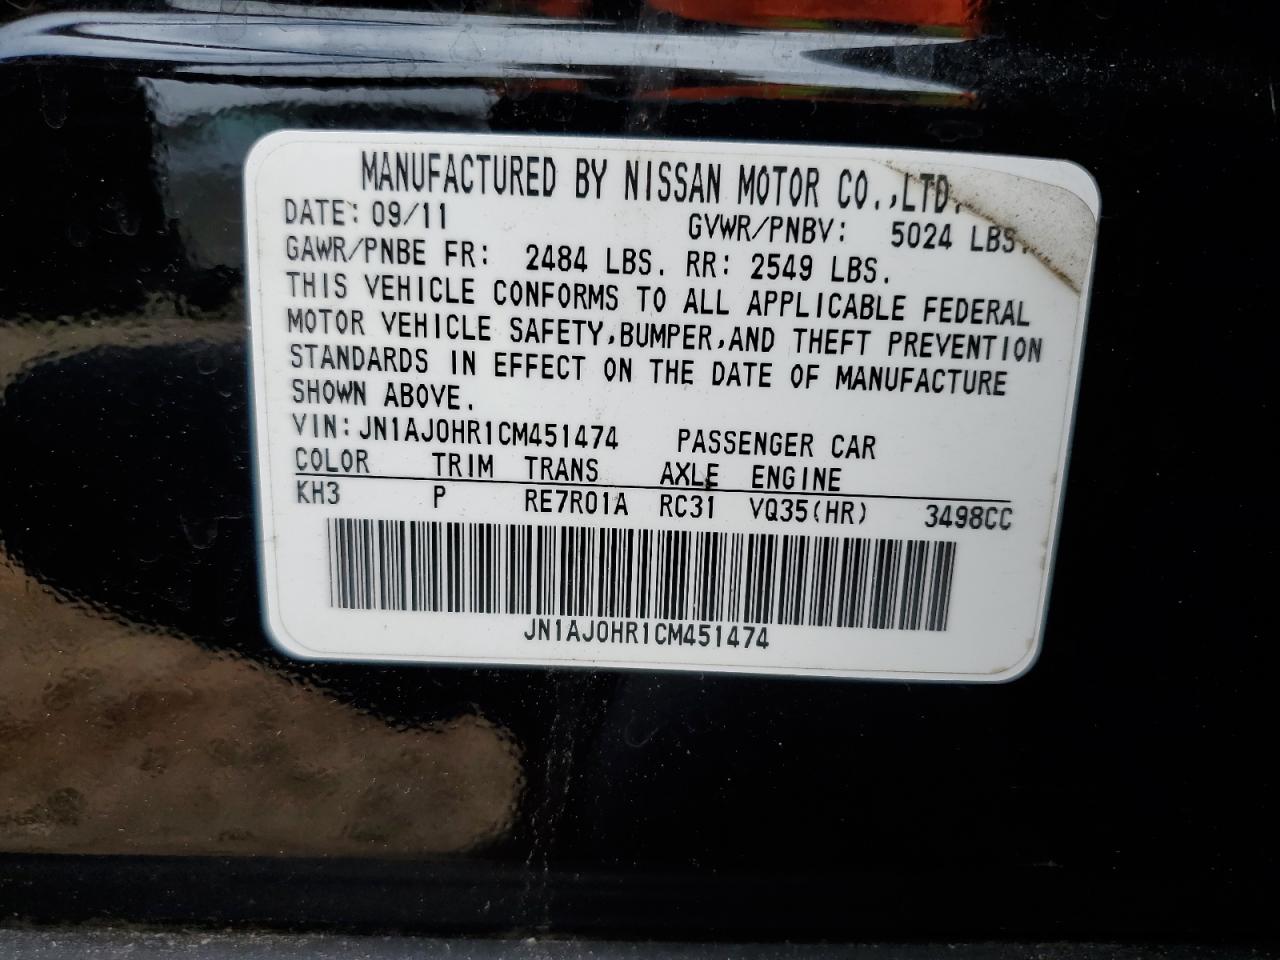 MANUFACTURED BY NISSAN MOTOR CO.,LTD.
DATE: 09/11 GVWR/PNBV: 5024 LBS.
GAWR/PNBE FR: 2484 LBS. RR: 2549 LBS.
THIS VEHICLE CONFORMS TO ALL APPLICABLE FEDERAL
MOTOR VEHICLE SAFETY,BUMPER,AND THEFT PREVENTION
STANDARDS IN EFFECT ON THE DATE OF MANUFACTURE
SHOWN ABOVE.
VIN: JN1AJ0HR1CM451474 PASSENGER CAR
COLOR TRIM TRANS AXLE ENGINE
KH3 P RE7R01A RC31 VQ35(HR) 3498CC
JN1AJ0HR1CM451474